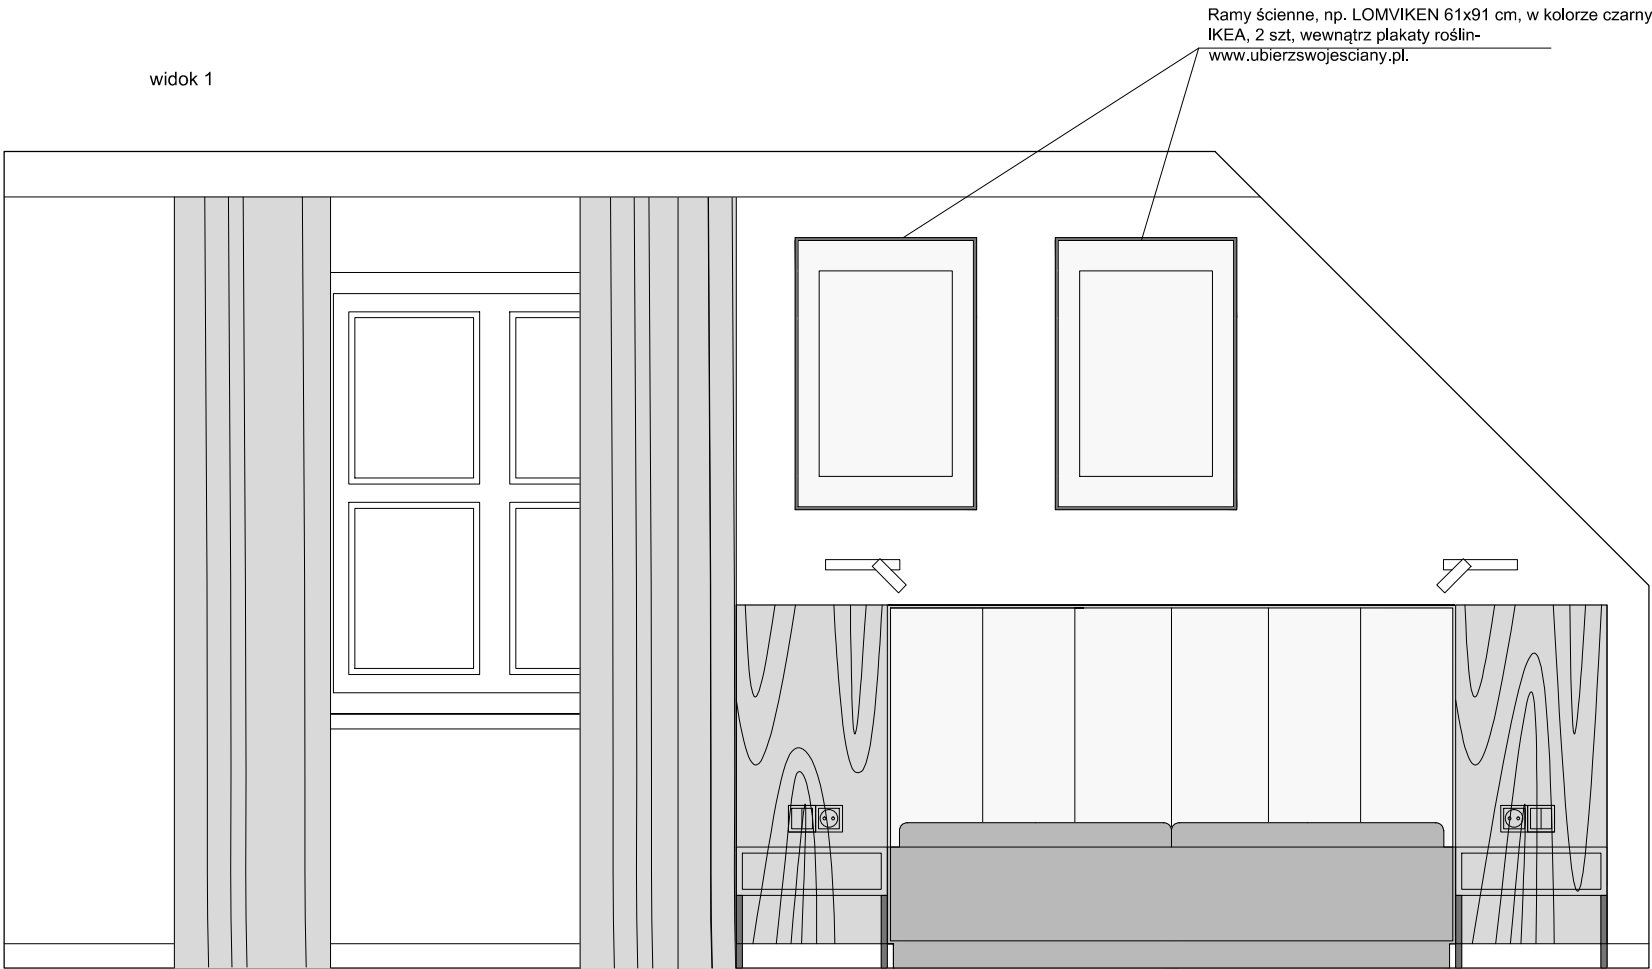 Ramy ścienne, np. LOMVIKEN 61x91 cm, w kolorze czarny
IKEA, 2 szt, wewnątrz plakaty roślin-
www.ubierzswojesciany.pl.
widok 1